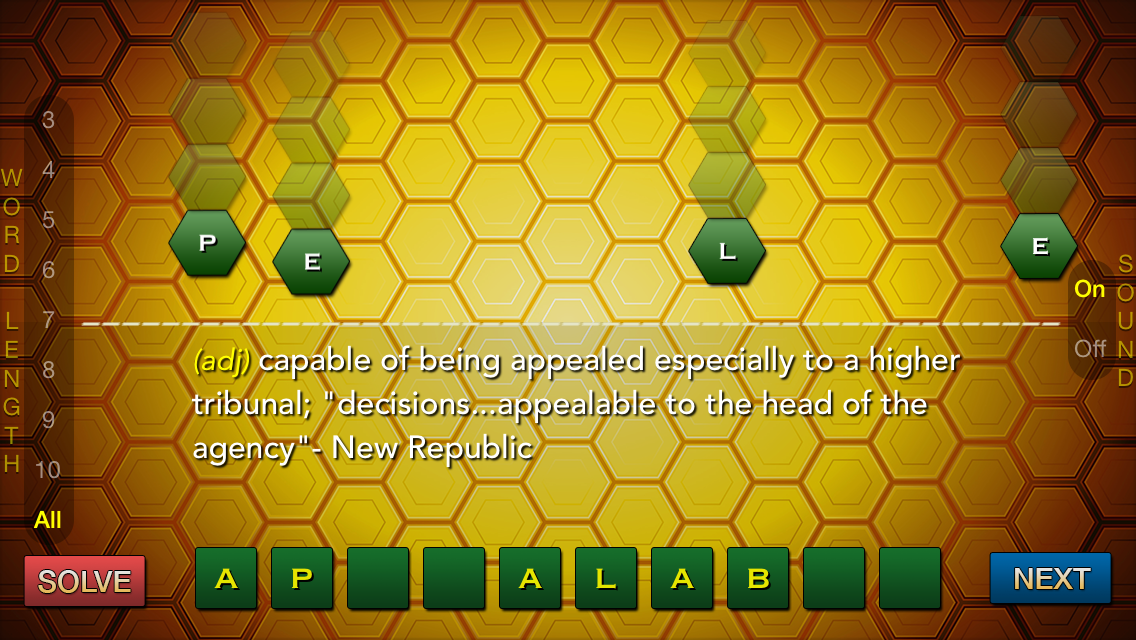 P
E
L
E
WORD LENGTH
3
4
5
6
7
8
9
10
All
SOUND
On
Off
(adj) capable of being appealed especially to a higher
tribunal; "decisions...appealable to the head of the
agency"- New Republic
SOLVE
A P A L A B
NEXT